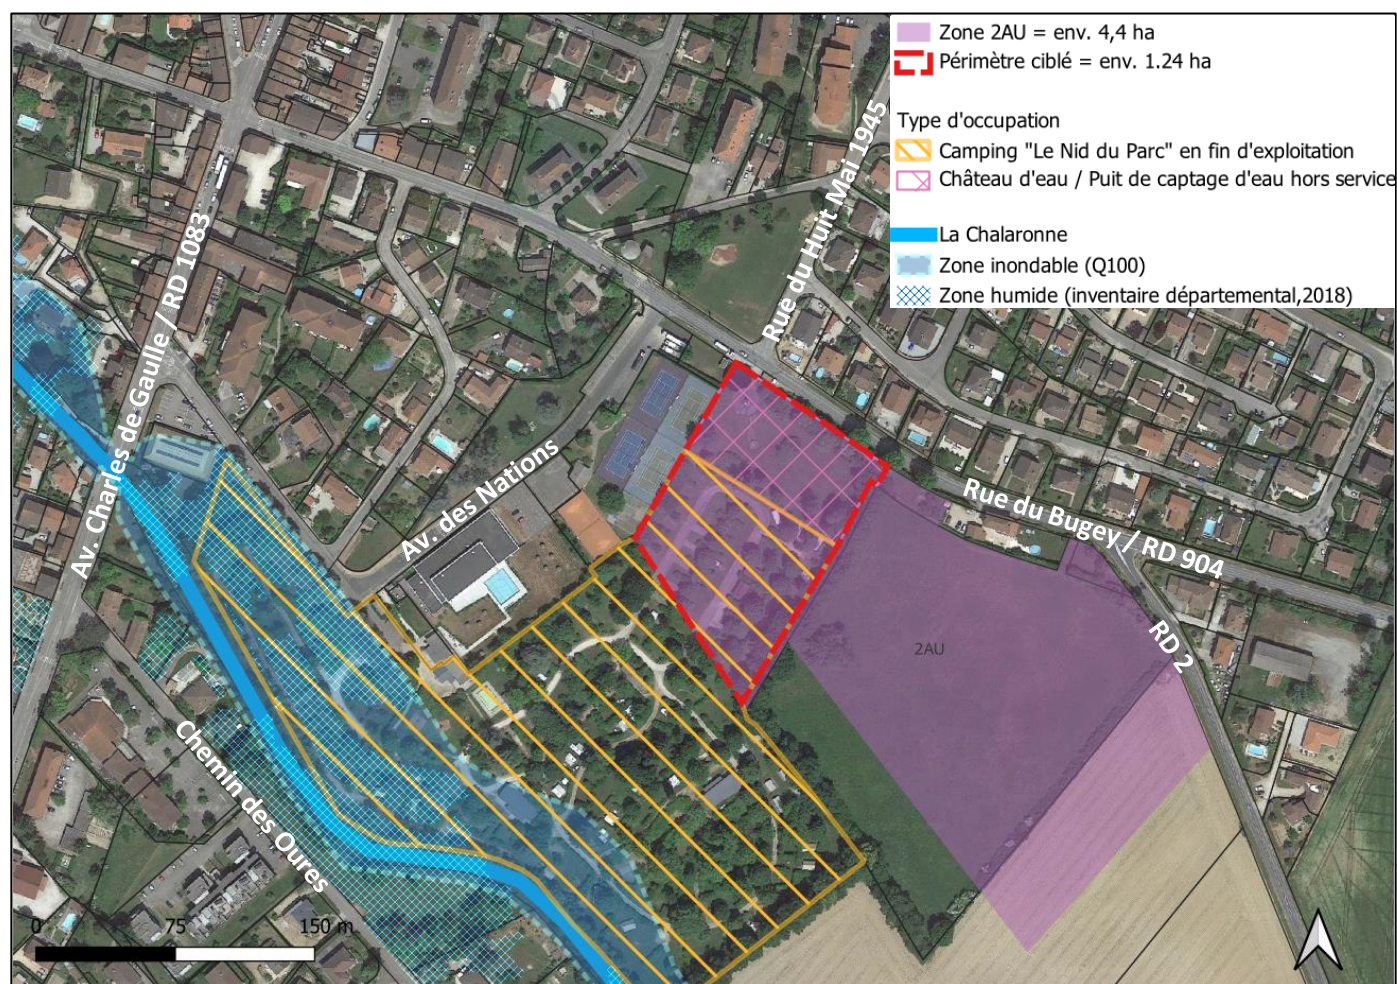 Zone 2AU = env. 4,4 ha
Périmètre ciblé = env. 1.24 ha
Type d'occupation
Camping "Le Nid du Parc" en fin d'exploitation
Château d'eau / Puit de captage d'eau hors service
La Chalaronne
Zone inondable (Q100)
Zone humide (inventaire départemental,2018)
Rue du Huit Mai 1945
Av. Charles de Gaulle / RD 1083
Av. des Nations
Rue du Bugey / RD 904
RD 2
2AU
Chemin des Oures
0 75 150 m